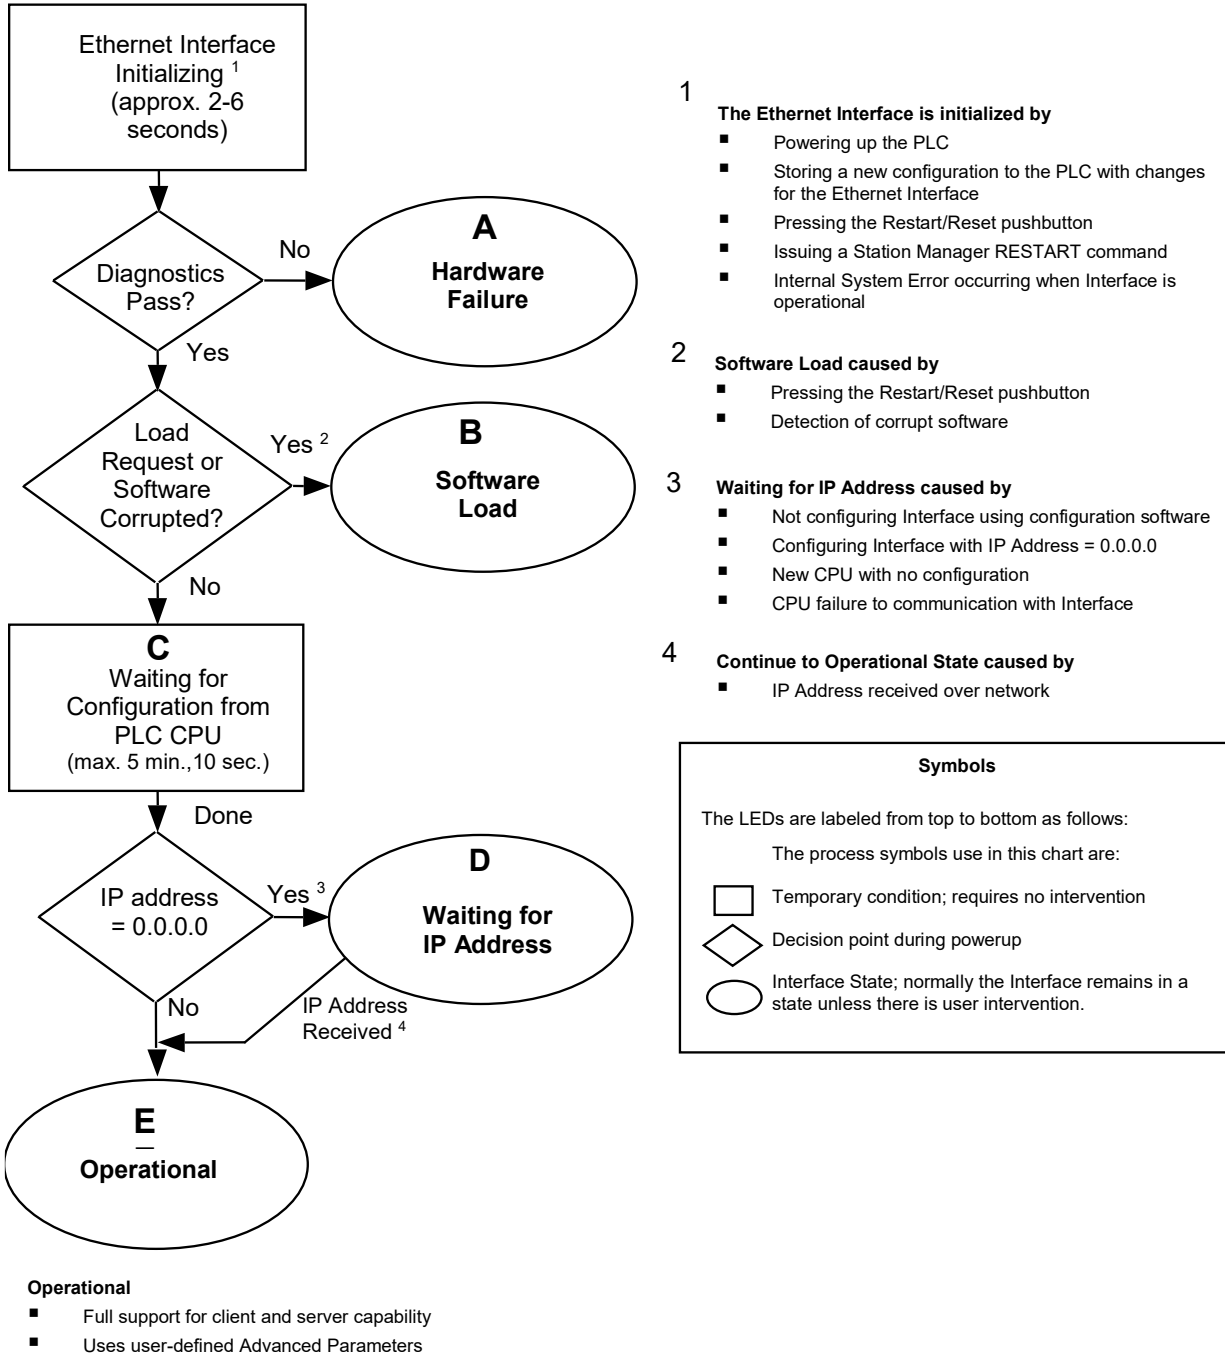 Ethernet Interface
Initializing 1
(approx. 2-6
seconds)
Diagnostics
Pass?
No
A
Hardware
Failure
Yes
Load
Request or
Software
Corrupted?
Yes 2
B
Software
Load
No
C
Waiting for
Configuration from
PLC CPU
(max. 5 min.,10 sec.)
Done
IP address
= 0.0.0.0
Yes 3
D
Waiting for
IP Address
No
IP Address
Received 4
E
Operational
Operational
■ Full support for client and server capability
■ Uses user-defined Advanced Parameters
1
The Ethernet Interface is initialized by
■ Powering up the PLC
■ Storing a new configuration to the PLC with changes
for the Ethernet Interface
■ Pressing the Restart/Reset pushbutton
■ Issuing a Station Manager RESTART command
■ Internal System Error occurring when Interface is
operational
2
Software Load caused by
■ Pressing the Restart/Reset pushbutton
■ Detection of corrupt software
3
Waiting for IP Address caused by
■ Not configuring Interface using configuration software
■ Configuring Interface with IP Address = 0.0.0.0
■ New CPU with no configuration
■ CPU failure to communication with Interface
4
Continue to Operational State caused by
■ IP Address received over network
Symbols
The LEDs are labeled from top to bottom as follows:
The process symbols use in this chart are:
Temporary condition; requires no intervention
Decision point during powerup
Interface State; normally the Interface remains in a
state unless there is user intervention.